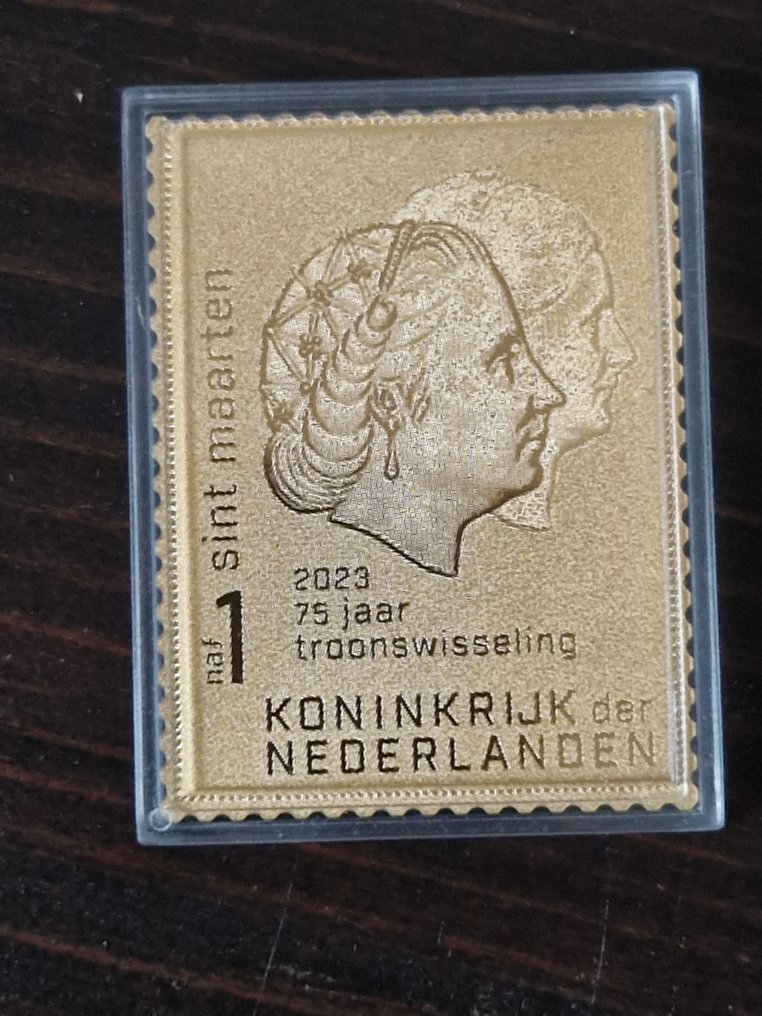 sint maarten
naf 1
2023
75 jaar
troonswisseling
KONINKRIJK der
NEDERLANDEN